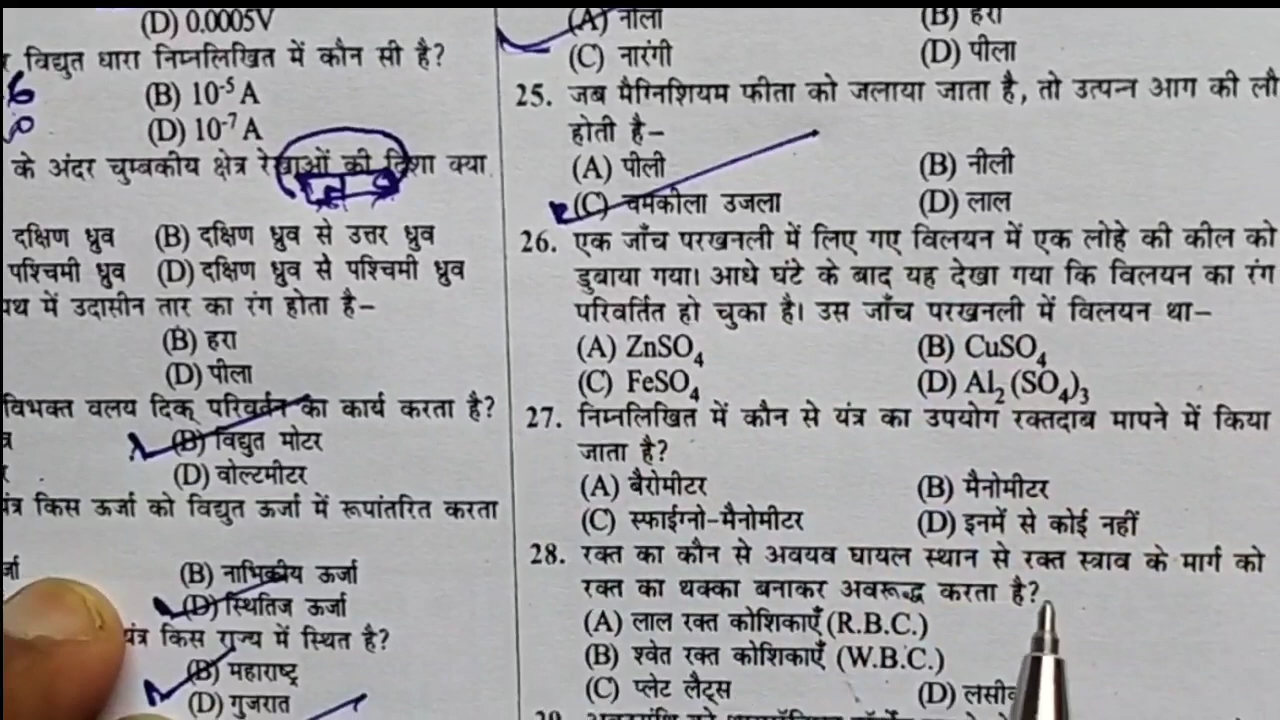 (D) 0.0005V
विद्युत धारा निम्नलिखित में कौन सी है?
(B) 10⁻⁵ A
(D) 10⁻⁷ A
के अंदर चुम्बकीय क्षेत्र रेखाओं की दिशा क्या
दक्षिण ध्रुव (B) दक्षिण ध्रुव से उत्तर ध्रुव
पश्चिमी ध्रुव (D) दक्षिण ध्रुव से पश्चिमी ध्रुव
में उदासीन तार का रंग होता है–
(B) हरा
(D) पीला
विभक्त वलय दिक् परिवर्तन का कार्य करता है?
(B) विद्युत मोटर
(D) वोल्टमीटर
किस ऊर्जा को विद्युत ऊर्जा में रूपांतरित करता
(B) नाभिकीय ऊर्जा
(D) स्थितिज ऊर्जा
किस राज्य में स्थित है?
(B) महाराष्ट्र
(D) गुजरात
(A) नीला (B) हरा
(C) नारंगी (D) पीला
25. जब मैग्निशियम फीता को जलाया जाता है, तो उत्पन्न आग की लौ
होती है–
(A) पीली (B) नीली
(C) चमकीला उजला (D) लाल
26. एक जाँच परखनली में लिए गए विलयन में एक लोहे की कील को
डुबाया गया। आधे घंटे के बाद यह देखा गया कि विलयन का रंग
परिवर्तित हो चुका है। उस जाँच परखनली में विलयन था–
(A) ZnSO₄ (B) CuSO₄
(C) FeSO₄ (D) Al₂(SO₄)₃
27. निम्नलिखित में कौन से यंत्र का उपयोग रक्तदाब मापने में किया
जाता है?
(A) बैरोमीटर (B) मैनोमीटर
(C) स्फाईग्नो-मैनोमीटर (D) इनमें से कोई नहीं
28. रक्त का कौन से अवयव घायल स्थान से रक्त स्त्राव के मार्ग को
रक्त का थक्का बनाकर अवरूद्ध करता है?
(A) लाल रक्त कोशिकाएँ (R.B.C.)
(B) श्वेत रक्त कोशिकाएँ (W.B.C.)
(C) प्लेट लैट्स (D)